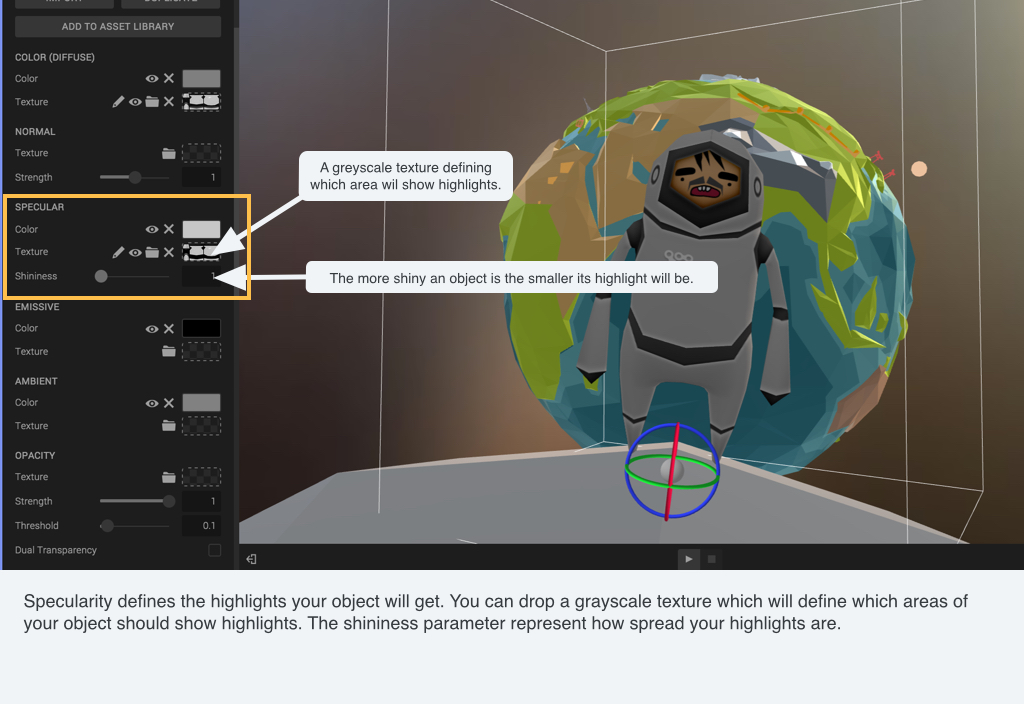 ADD TO ASSET LIBRARY
COLOR (DIFFUSE)
Color
Texture
NORMAL
Texture
Strength 1
SPECULAR
Color
Texture
Shininess 1
A greyscale texture defining
which area wil show highlights.
The more shiny an object is the smaller its highlight will be.
EMISSIVE
Color
Texture
AMBIENT
Color
Texture
OPACITY
Texture
Strength 1
Threshold 0.1
Dual Transparency
Specularity defines the highlights your object will get. You can drop a grayscale texture which will define which areas of
your object should show highlights. The shininess parameter represent how spread your highlights are.